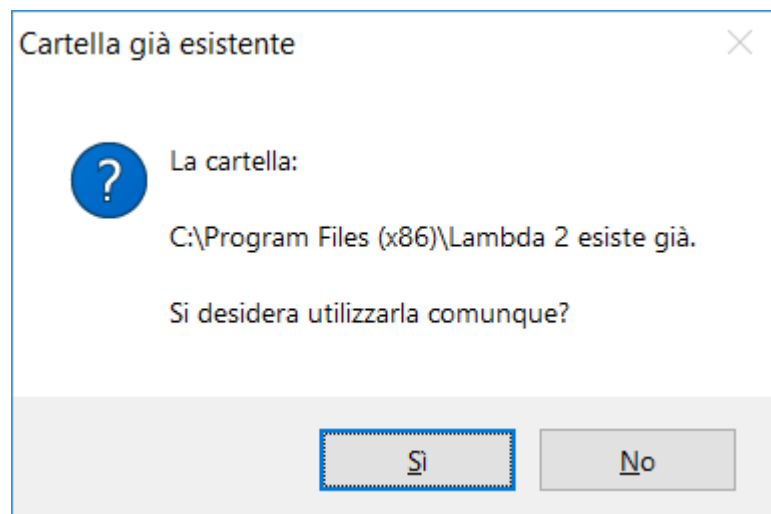 Cartella già esistente
La cartella:
C:\Program Files (x86)\Lambda 2 esiste già.
Si desidera utilizzarla comunque?
Sì
No